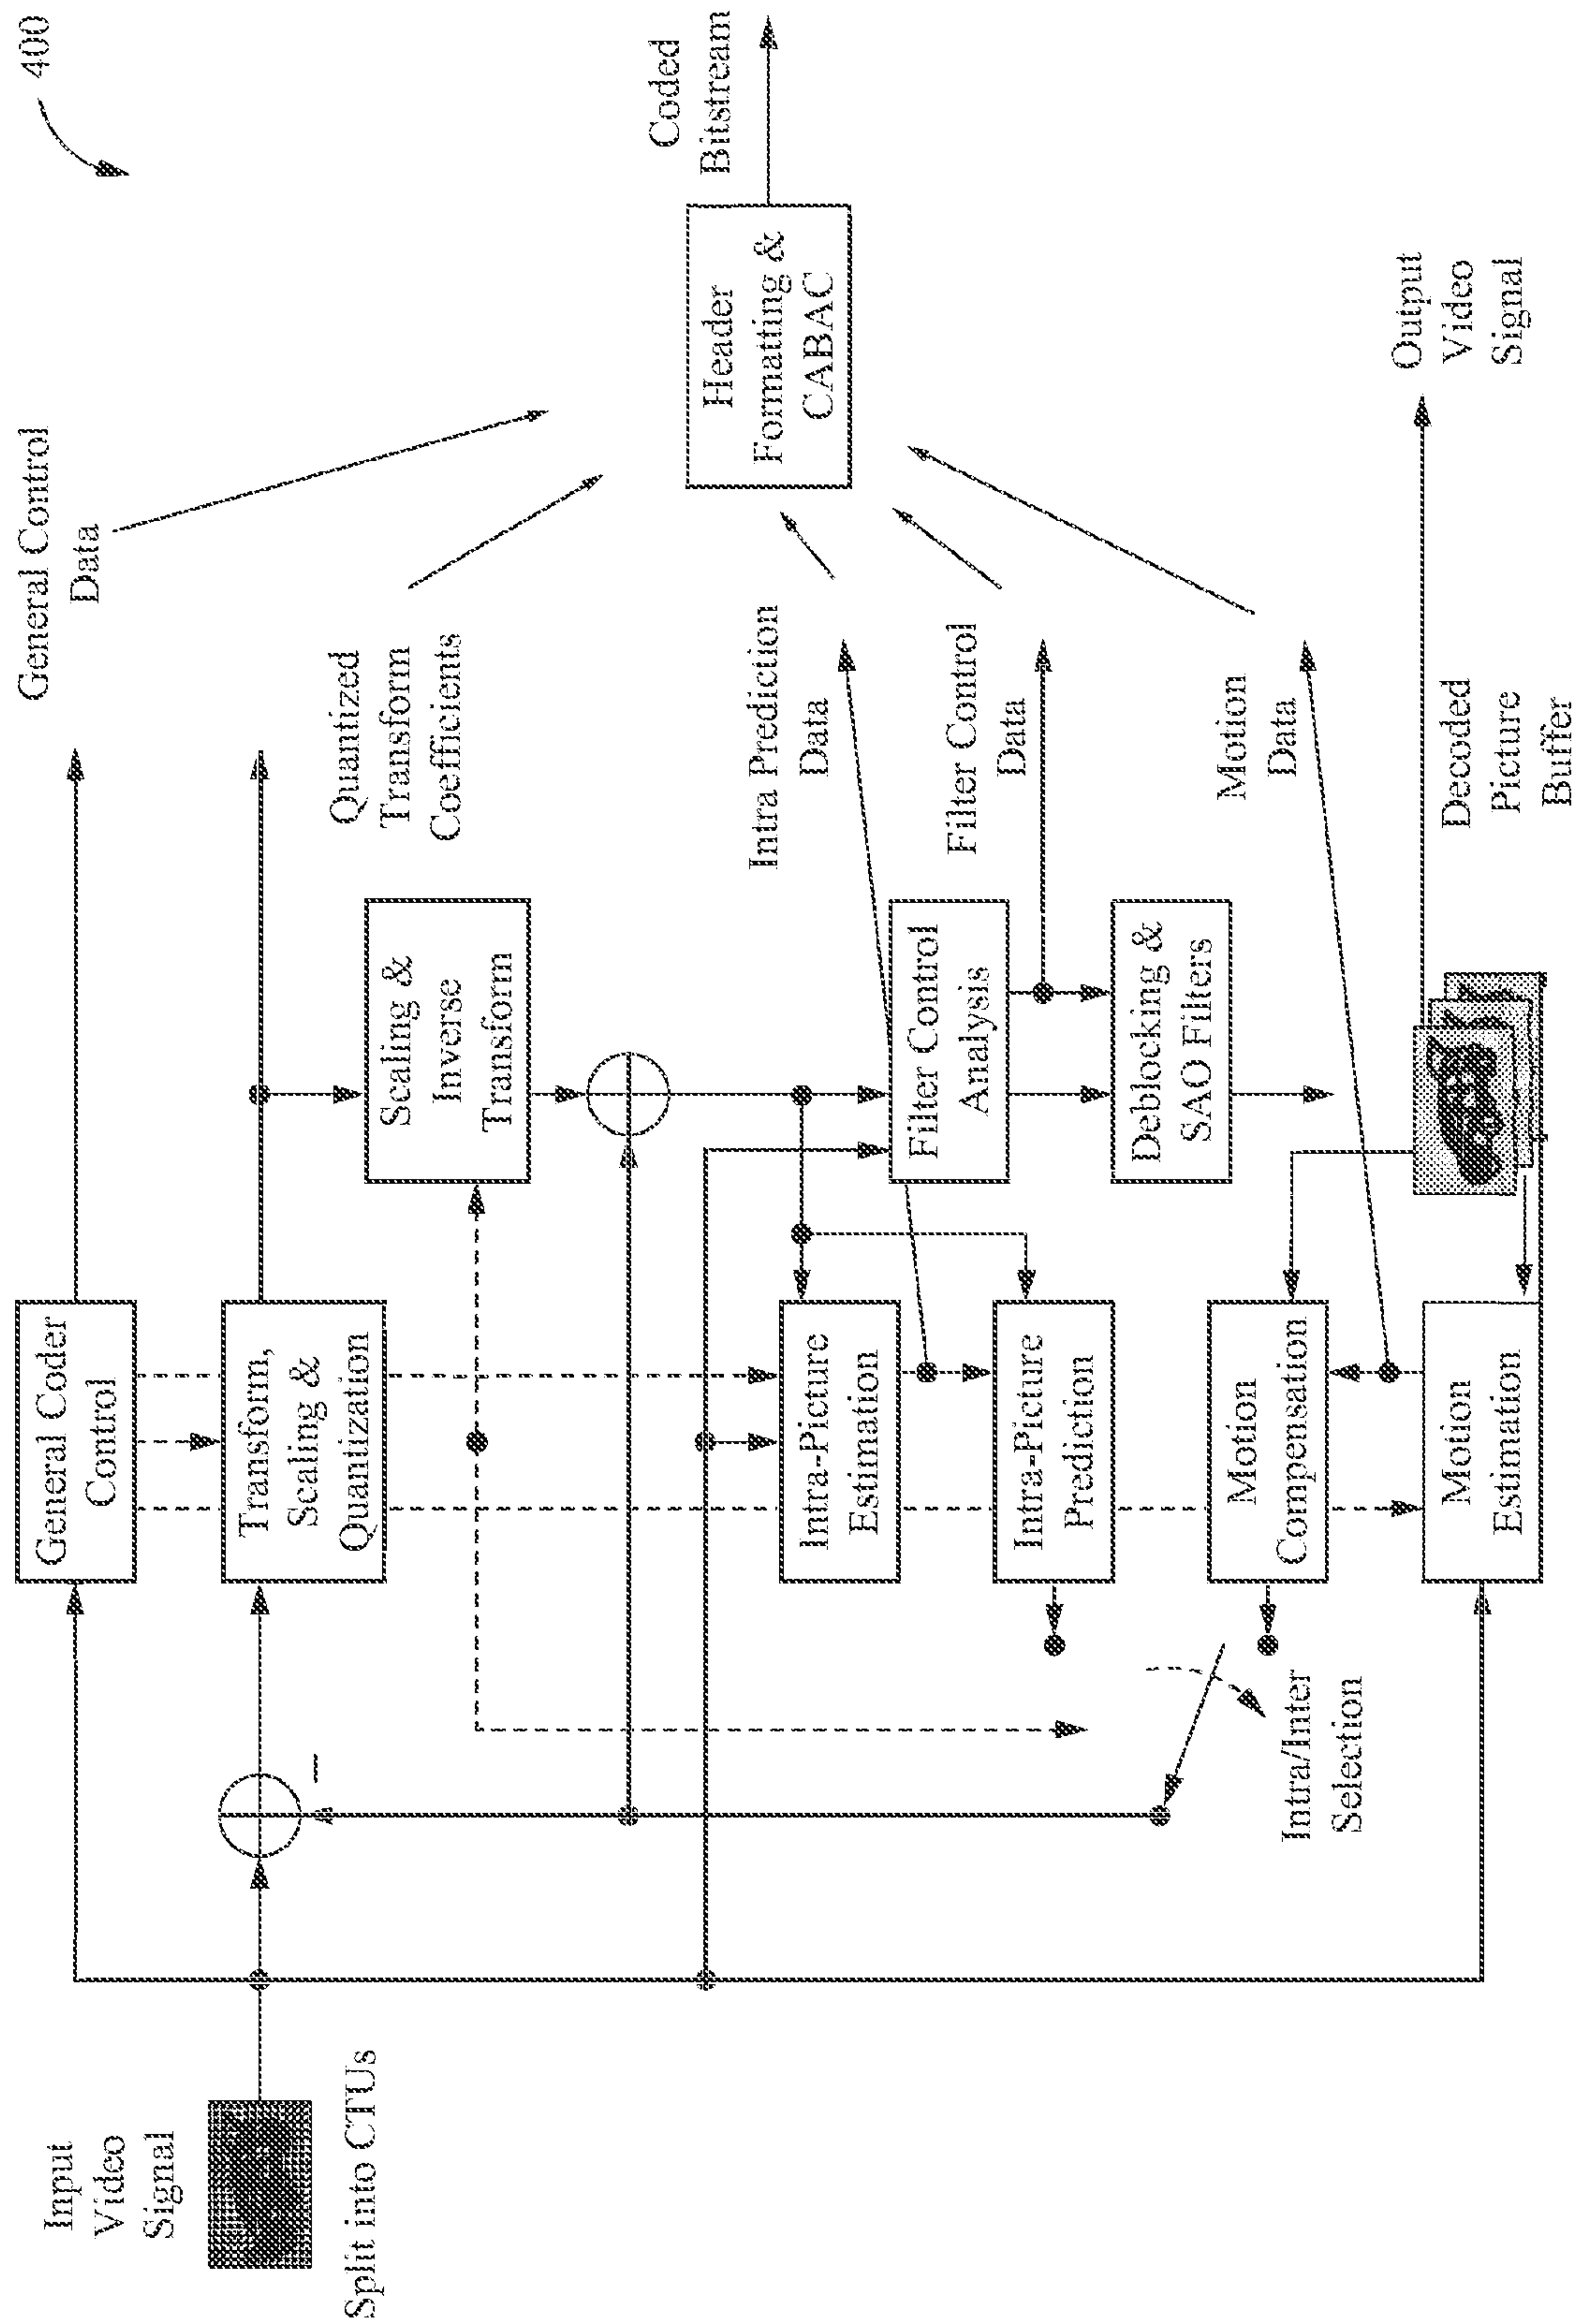 400
Input
Video
Signal
Split into CTUs
General Coder
Control
General Control
Data
Transform,
Scaling &
Quantization
Quantized
Transform
Coefficients
Scaling &
Inverse
Transform
Coded
Bitstream
Header
Formatting &
CABAC
Intra-Picture
Estimation
Intra Prediction
Data
Filter Control
Analysis
Filter Control
Data
Intra-Picture
Prediction
Deblocking &
SAO Filters
Motion
Compensation
Motion
Data
Intra/Inter
Selection
Motion
Estimation
Decoded
Picture
Buffer
Output
Video
Signal